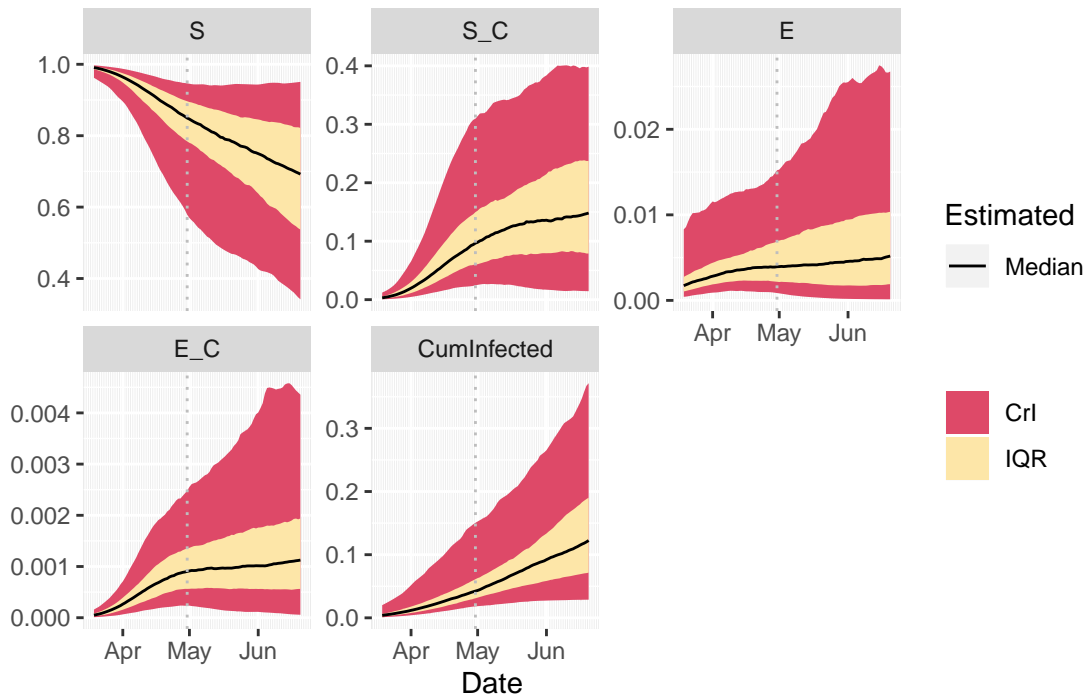 S
S_C
E
1.0
0.8
0.6
0.4
0.4
0.3
0.2
0.1
0.0
0.02
0.01
0.00
Apr May Jun
Estimated
Median
CrI
IQR
E_C
CumInfected
0.004
0.003
0.002
0.001
0.000
0.3
0.2
0.1
0.0
Apr May Jun
Apr May Jun
Date